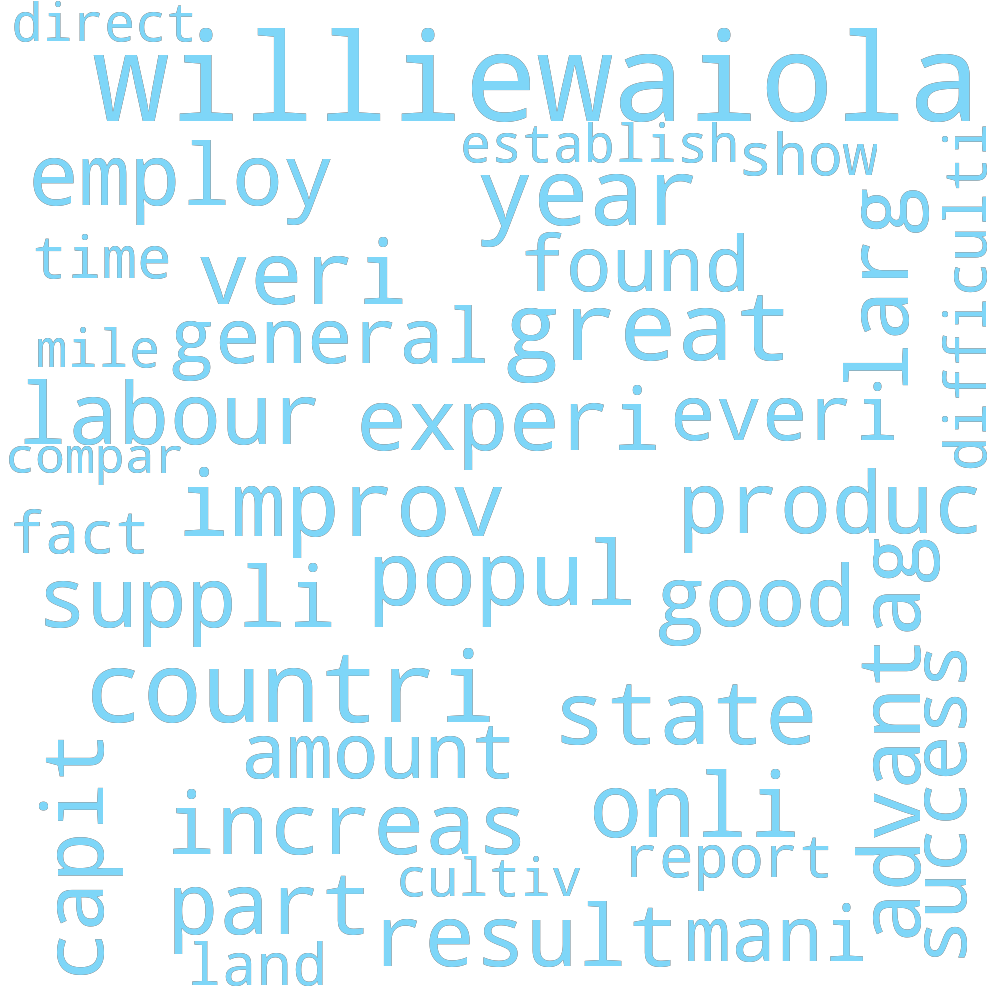 direct
williewaiola
establish
show
employ
year
difficulti
larg
time
veri
found
general
great
mile
labour
experi
everi
compar
improv
produc
fact
suppli
popul
good
advantag
countri
state
success
amount
capit
increas
onli
report
cultiv
part
result
mani
land